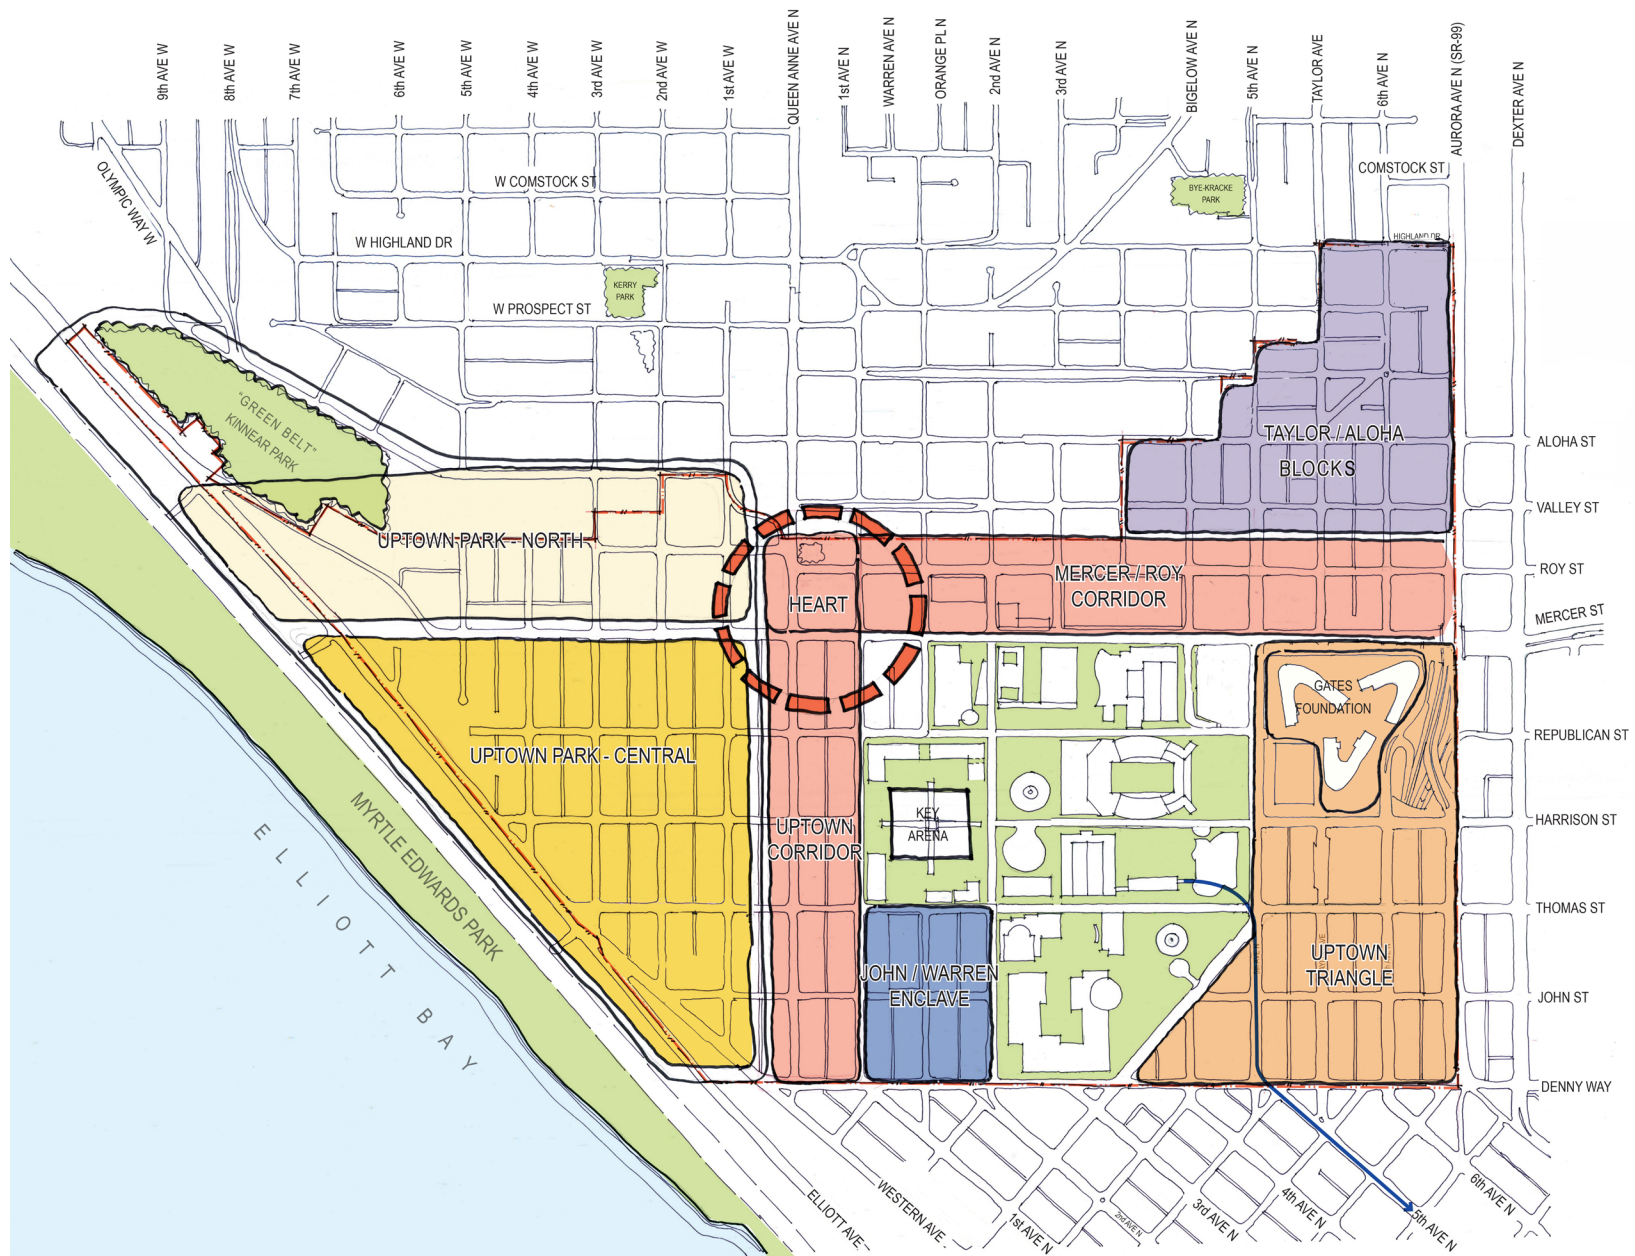 9th AVE W
8th AVE W
7th AVE W
6th AVE W
5th AVE W
4th AVE W
3rd AVE W
2nd AVE W
1st AVE W
QUEEN ANNE AVE N
1st AVE N
WARREN AVE N
ORANGE PL N
2nd AVE N
3rd AVE N
BIGELOW AVE N
5th AVE N
TAYLOR AVE
6th AVE N
AURORA AVE N (SR-99)
DEXTER AVE N
OLYMPIC WAY W
W COMSTOCK ST
COMSTOCK ST
BYE-KRACKE
PARK
W HIGHLAND DR
HIGHLAND DR
KERRY
PARK
W PROSPECT ST
"GREEN BELT"
KINNEAR PARK
TAYLOR / ALOHA
BLOCKS
ALOHA ST
VALLEY ST
UPTOWN PARK - NORTH
HEART
MERCER / ROY
CORRIDOR
ROY ST
MERCER ST
GATES
FOUNDATION
UPTOWN PARK - CENTRAL
REPUBLICAN ST
UPTOWN
CORRIDOR
KEY
ARENA
HARRISON ST
MYRTLE EDWARDS PARK
ELLIOTT BAY
THOMAS ST
JOHN / WARREN
ENCLAVE
UPTOWN
TRIANGLE
JOHN ST
DENNY WAY
ELLIOTT AVE
WESTERN AVE
1st AVE N
2nd AVE N
3rd AVE N
4th AVE N
5th AVE N
6th AVE N